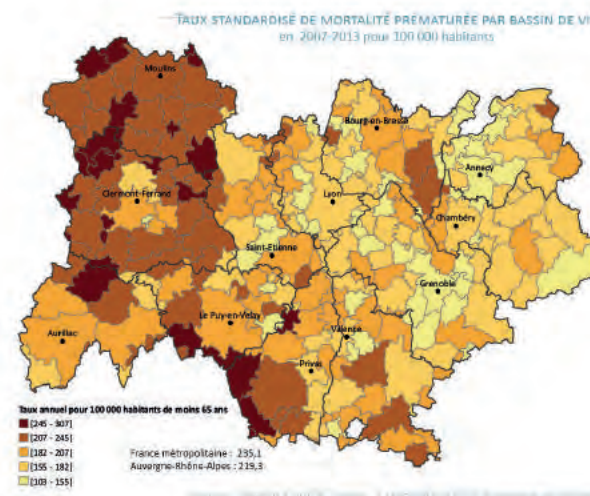 TAUX STANDARDISÉ DE MORTALITÉ PRÉMATURÉE PAR BASSIN DE VI
en 2007-2013 pour 100 000 habitants
Moulins
Bourg-en-Bresse
Annecy
Clermont-Ferrand
Lyon
Chambéry
Saint-Etienne
Grenoble
Le Puy-en-Velay
Aurillac
Valence
Privas
Taux annuel pour 100 000 habitants de moins 65 ans
[245 - 307]
[207 - 245[
[182 - 207[
[155 - 182[
[103 - 155[
France métropolitaine : 235,1
Auvergne-Rhône-Alpes : 219,3